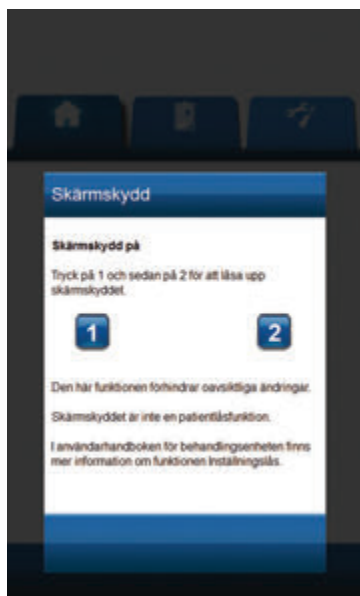 Skärmskydd
Skärmskydd på
Tryck på 1 och sedan på 2 för att låsa upp
skärmskyddet.
1 2
Den här funktionen förhindrar oavsiktliga ändringar.
Skärmskyddet är inte en patientlåsfunktion.
I användarhandboken för behandlingsenheten finns
mer information om funktionen Inställningslås.